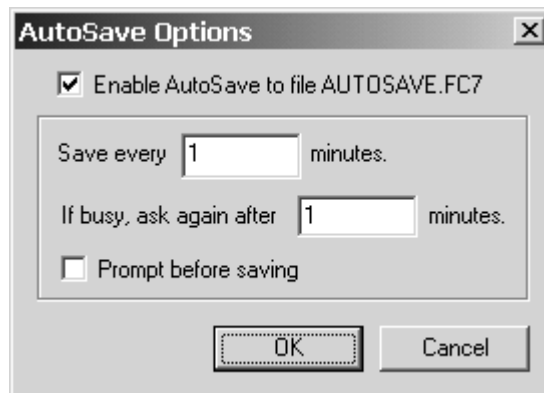 AutoSave Options
Enable AutoSave to file AUTOSAVE.FC7
Save every 1 minutes.
If busy, ask again after 1 minutes.
Prompt before saving
OK Cancel